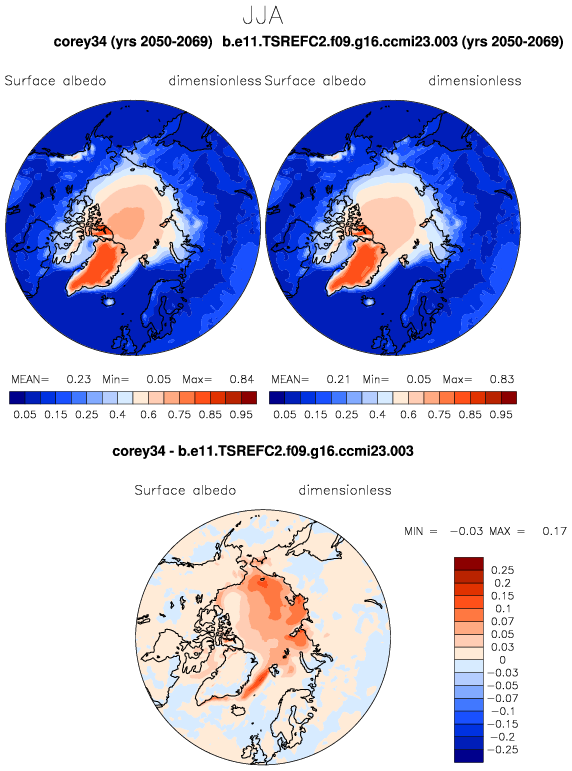 JJA
corey34 (yrs 2050-2069) b.e11.TSREFC2.f09.g16.ccmi23.003 (yrs 2050-2069)
Surface albedo dimensionless Surface albedo dimensionless
MEAN= 0.23 Min= 0.05 Max= 0.84 MEAN= 0.21 Min= 0.05 Max= 0.83
0.05 0.15 0.25 0.4 0.6 0.75 0.85 0.95 0.05 0.15 0.25 0.4 0.6 0.75 0.85 0.95
corey34 - b.e11.TSREFC2.f09.g16.ccmi23.003
Surface albedo dimensionless
MIN = -0.03 MAX = 0.17
0.25
0.2
0.15
0.1
0.07
0.05
0.03
0
-0.03
-0.05
-0.07
-0.1
-0.15
-0.2
-0.25